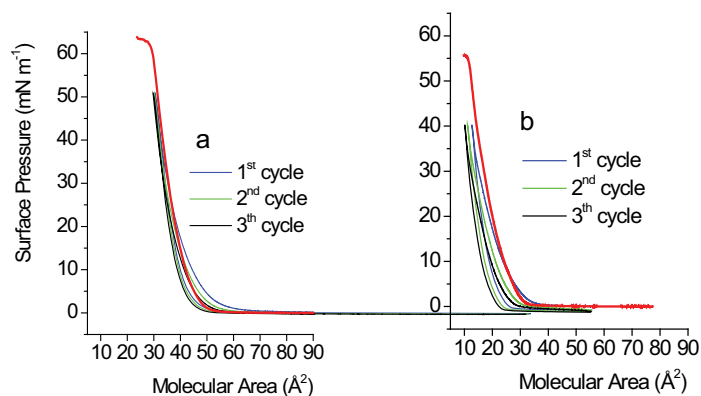 60
50
40
30
20
10
0
Surface Pressure (mN m-1)
a
1st cycle
2nd cycle
3th cycle
10 20 30 40 50 60 70 80 90
Molecular Area (Å2)
60
50
40
30
20
10
0
b
1st cycle
2nd cycle
3th cycle
10 20 30 40 50 60 70 80 90
Molecular Area (Å2)